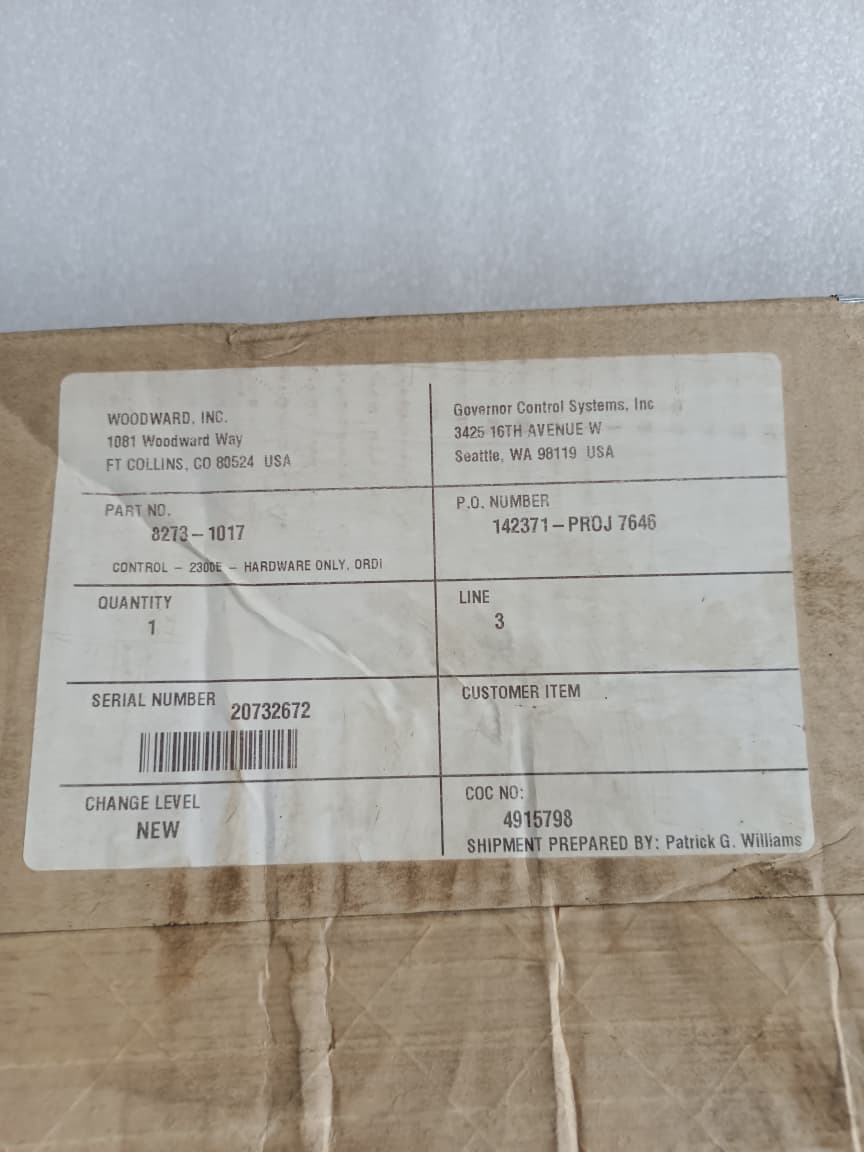 WOODWARD, INC.
1081 Woodward Way
FT COLLINS, CO 80524 USA
Governor Control Systems, Inc
3425 16TH AVENUE W
Seattle, WA 98119 USA
PART NO.
8273-1017
CONTROL - 2300E - HARDWARE ONLY, ORDI
P.O. NUMBER
142371-PROJ 7646
QUANTITY
1
LINE
3
SERIAL NUMBER 20732672
CUSTOMER ITEM
CHANGE LEVEL
NEW
COC NO:
4915798
SHIPMENT PREPARED BY: Patrick G. Williams